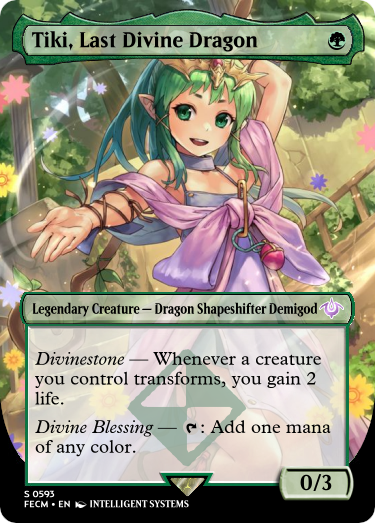 Tiki, Last Divine Dragon
Legendary Creature — Dragon Shapeshifter Demigod
Divinestone — Whenever a creature
you control transforms, you gain 2
life.
Divine Blessing — : Add one mana
of any color.
0/3
S 0593
FECM • EN INTELLIGENT SYSTEMS